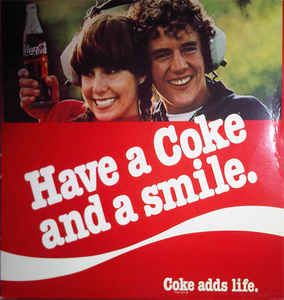 Coca-Cola
Have a Coke
and a smile.
Coke adds life.